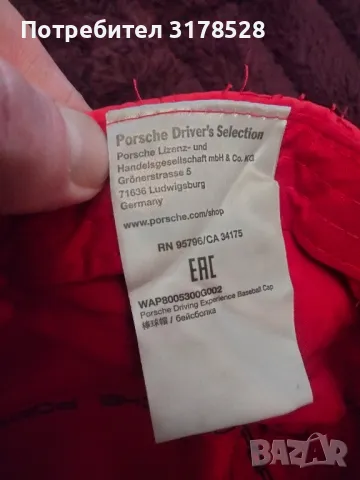 Потребител 3178528
Porsche Driver's Selection
Porsche Lizenz- und
Handelsgesellschaft mbH & Co. KG
Grönerstrasse 5
71636 Ludwigsburg
Germany
www.porsche.com/shop
RN 95796/CA 34175
EAC
WAP8005300G002
Porsche Driving Experience Baseball Cap
棒球帽 / бейсболка
BAZAR